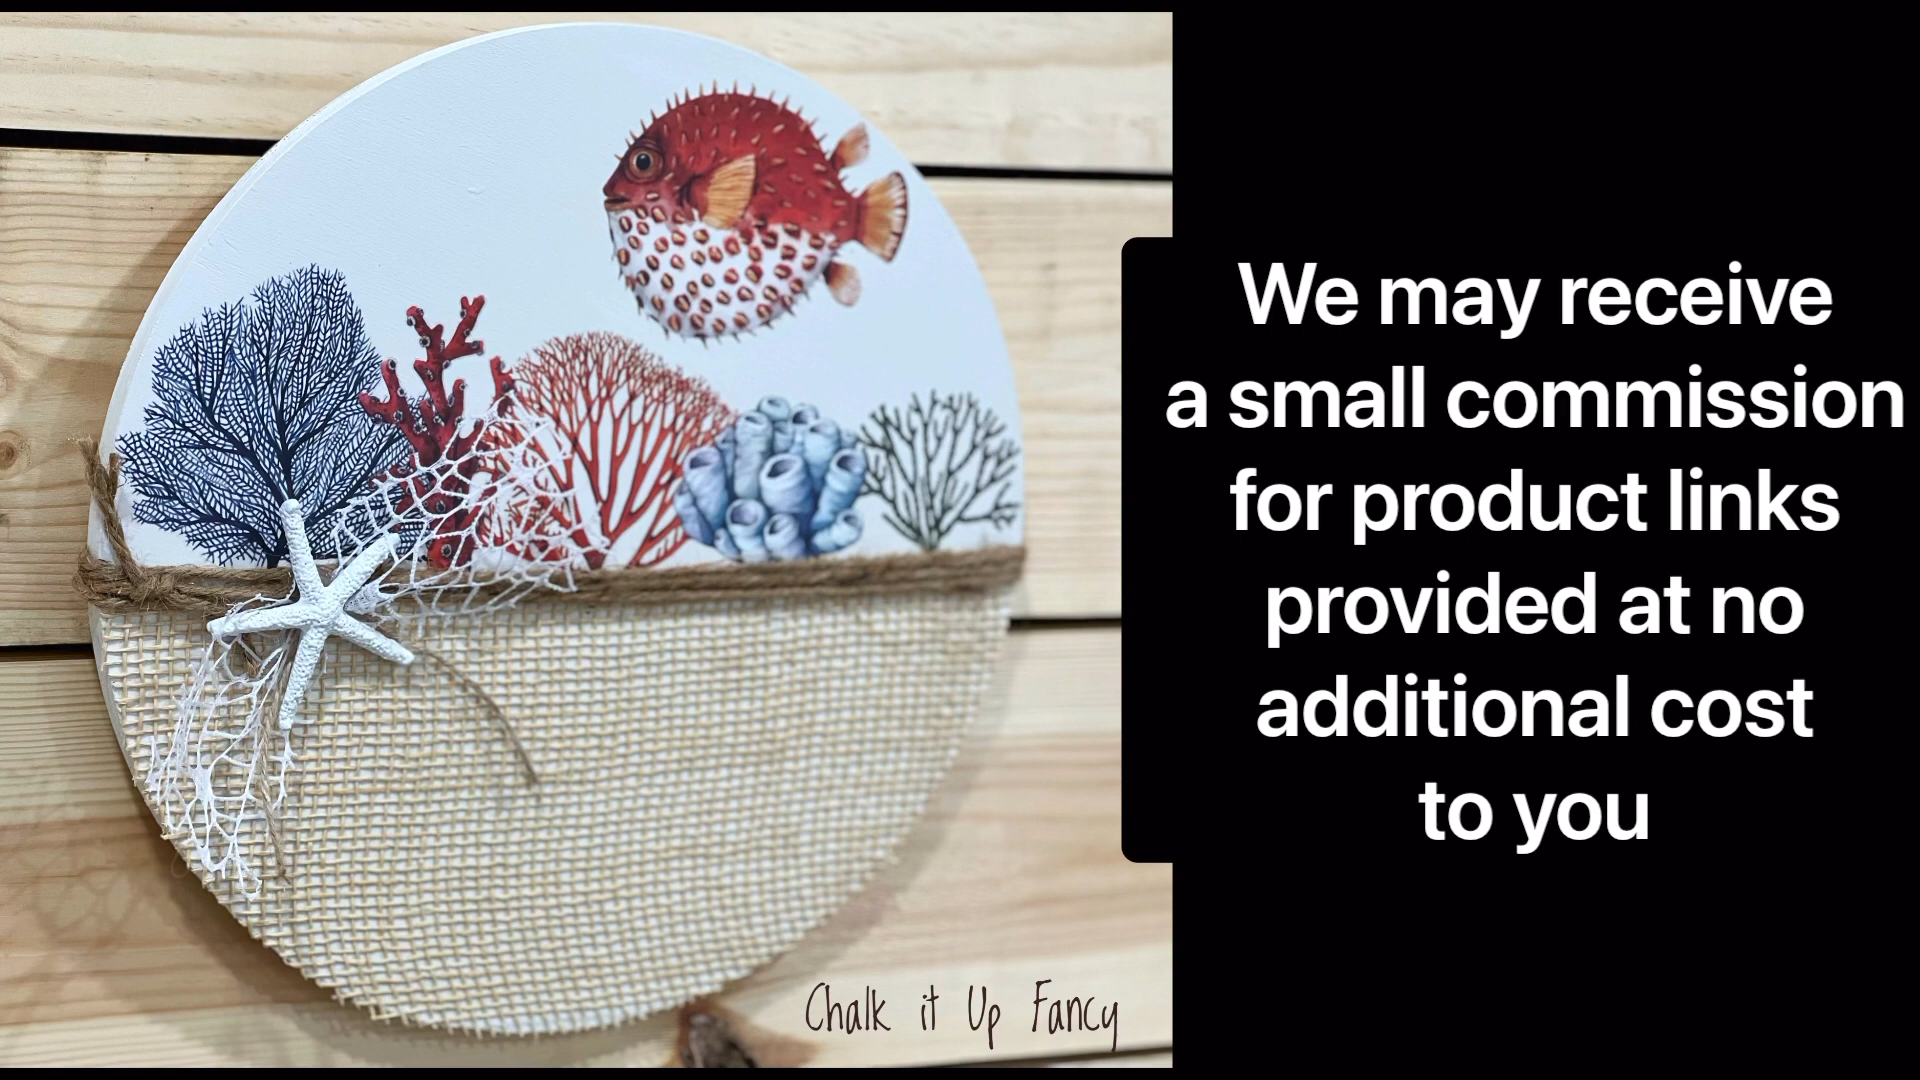 We may receive
a small commission
for product links
provided at no
additional cost
to you
Chalk it Up Fancy